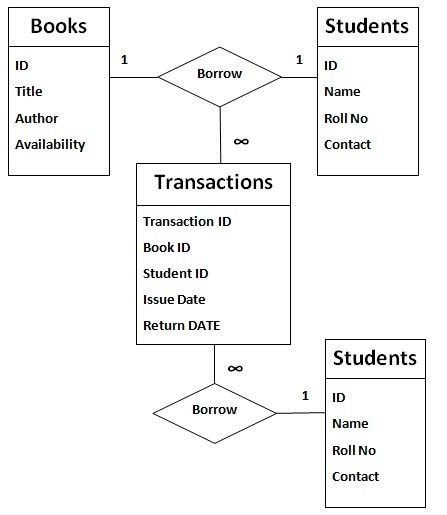 Books
ID
Title
Author
Availability
1
Borrow
1
∞
Students
ID
Name
Roll No
Contact
Transactions
Transaction ID
Book ID
Student ID
Issue Date
Return DATE
∞
Borrow
1
Students
ID
Name
Roll No
Contact